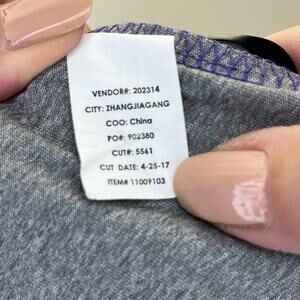 VENDOR#: 202314
CITY: ZHANGJIAGANG
COO: China
PO#: 902380
CUT#: 5561
CUT DATE: 4-25-17
ITEM# 11009103